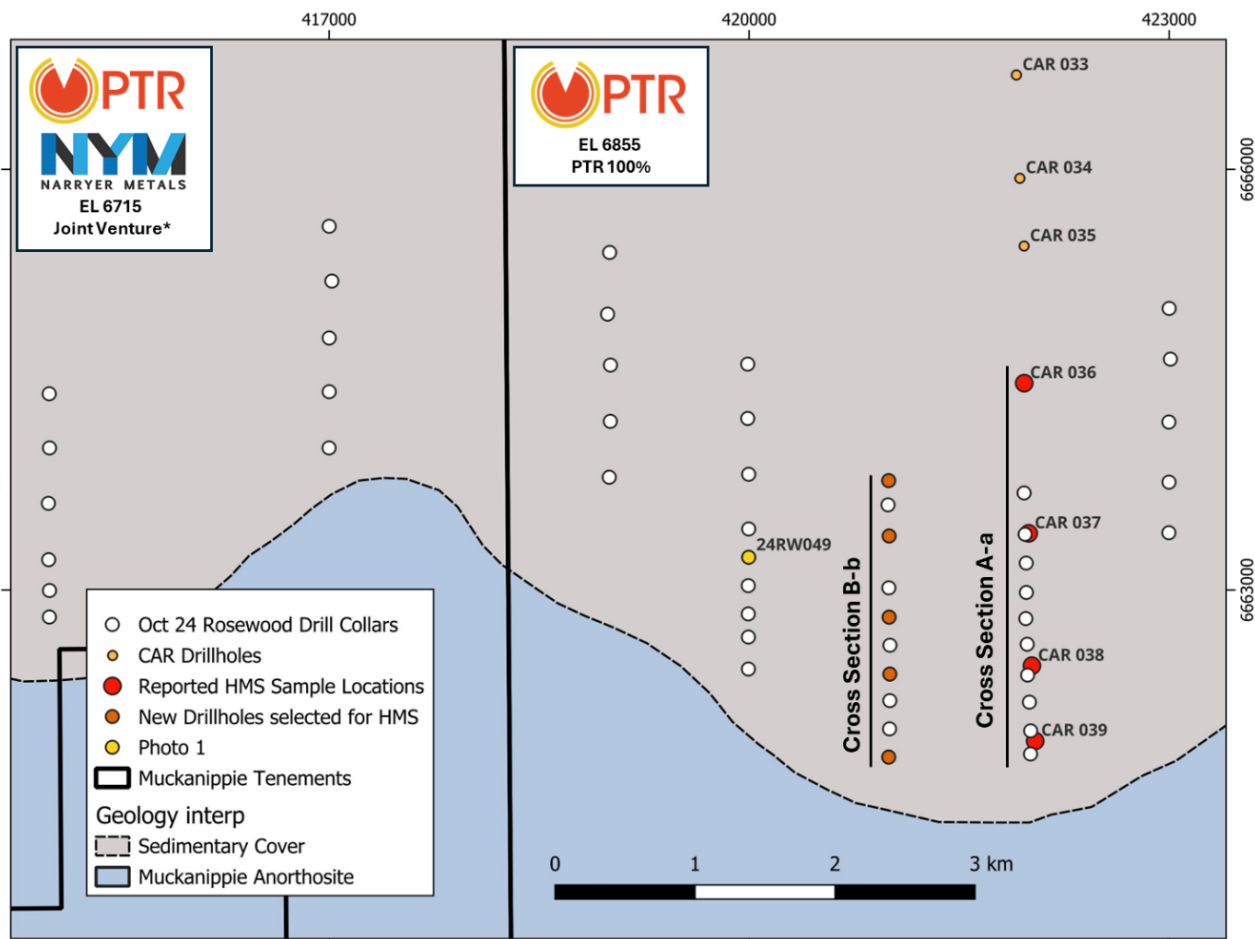 417000
420000
423000
PTR
NYM
NARRYER METALS
EL 6715
Joint Venture*
PTR
EL 6855
PTR 100%
CAR 033
CAR 034
CAR 035
CAR 036
CAR 037
CAR 038
CAR 039
6666000
6663000
24RW049
Cross Section B-b
Cross Section A-a
Oct 24 Rosewood Drill Collars
CAR Drillholes
Reported HMS Sample Locations
New Drillholes selected for HMS
Photo 1
Muckanippie Tenements
Geology interp
Sedimentary Cover
Muckanippie Anorthosite
0 1 2 3 km